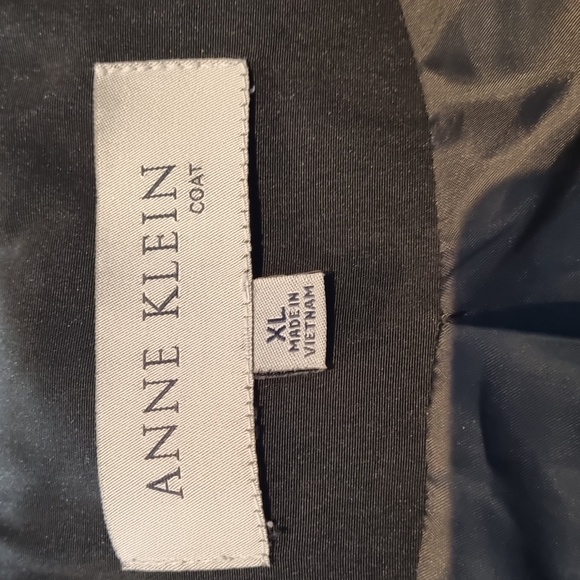 ANNE KLEIN
COAT
XL
MADE IN
VIETNAM